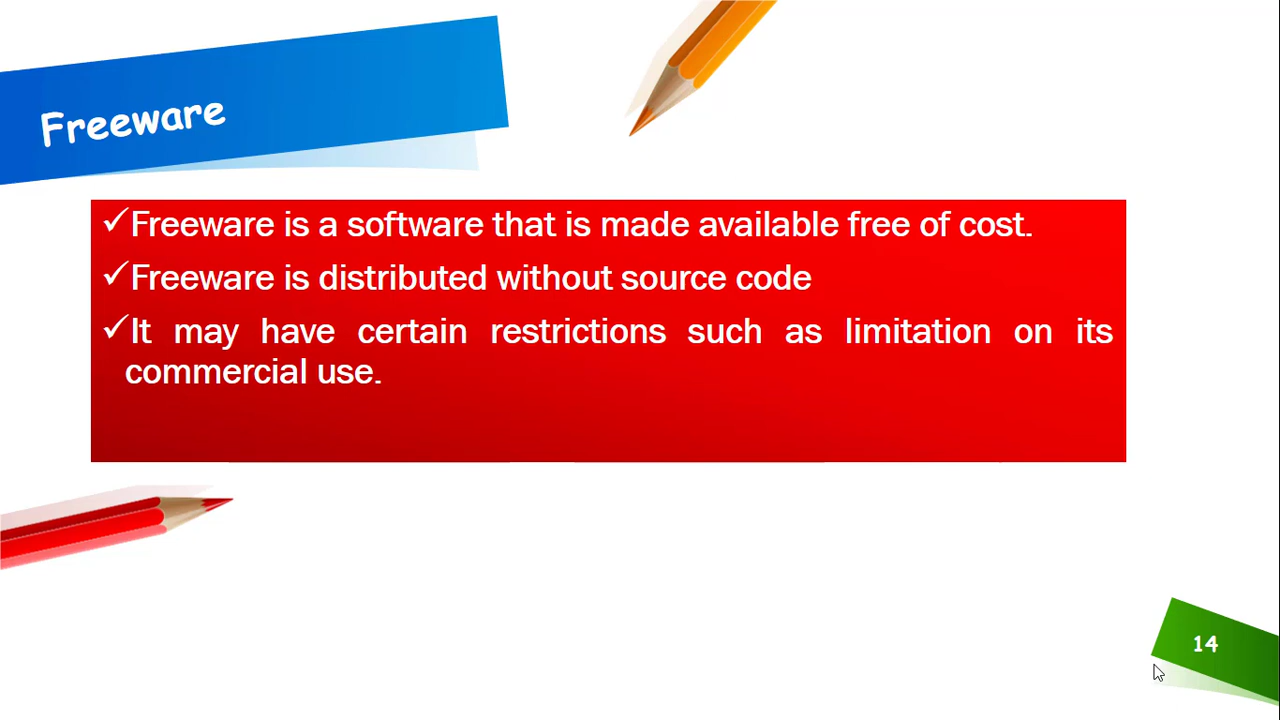 Freeware
✓Freeware is a software that is made available free of cost.
✓Freeware is distributed without source code
✓It may have certain restrictions such as limitation on its
commercial use.
14